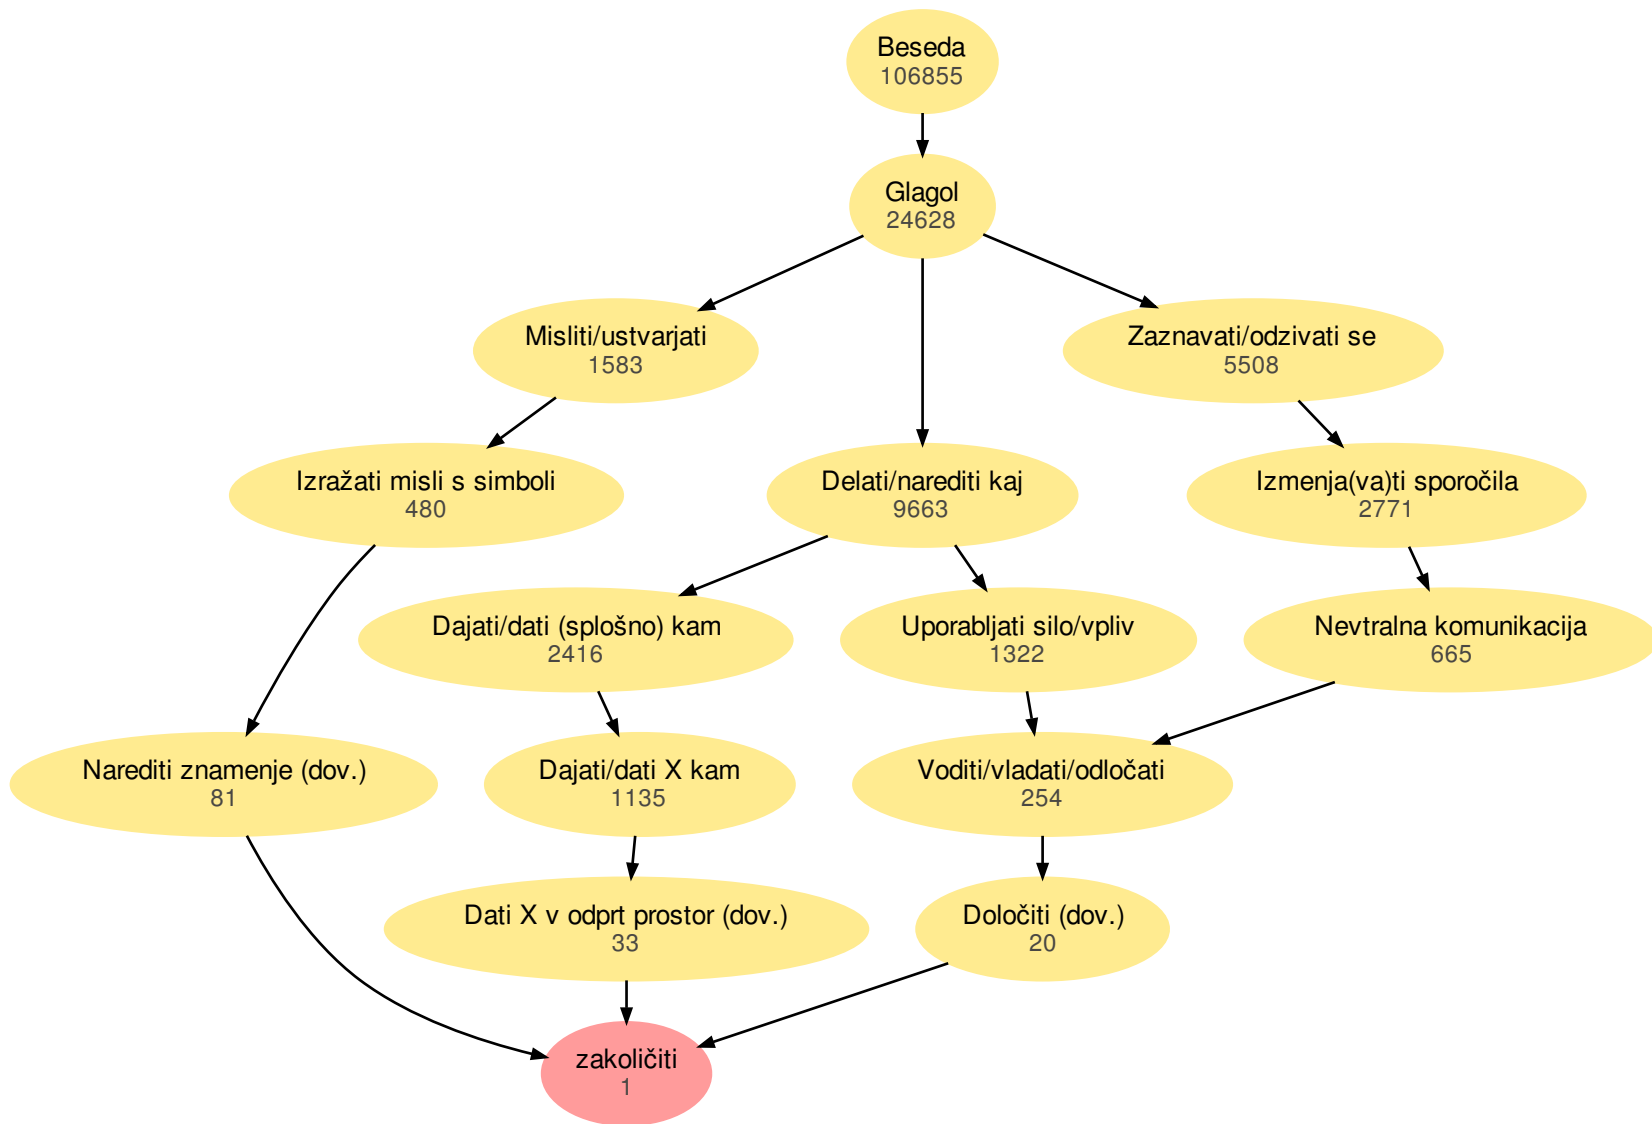 Beseda
106855
Glagol
24628
Misliti/ustvarjati
1583
Zaznavati/odzivati se
5508
Izražati misli s simboli
480
Delati/narediti kaj
9663
Izmenja(va)ti sporočila
2771
Dajati/dati (splošno) kam
2416
Uporabljati silo/vpliv
1322
Nevtralna komunikacija
665
Narediti znamenje (dov.)
81
Dajati/dati X kam
1135
Voditi/vladati/odločati
254
Dati X v odprt prostor (dov.)
33
Določiti (dov.)
20
zakoličiti
1